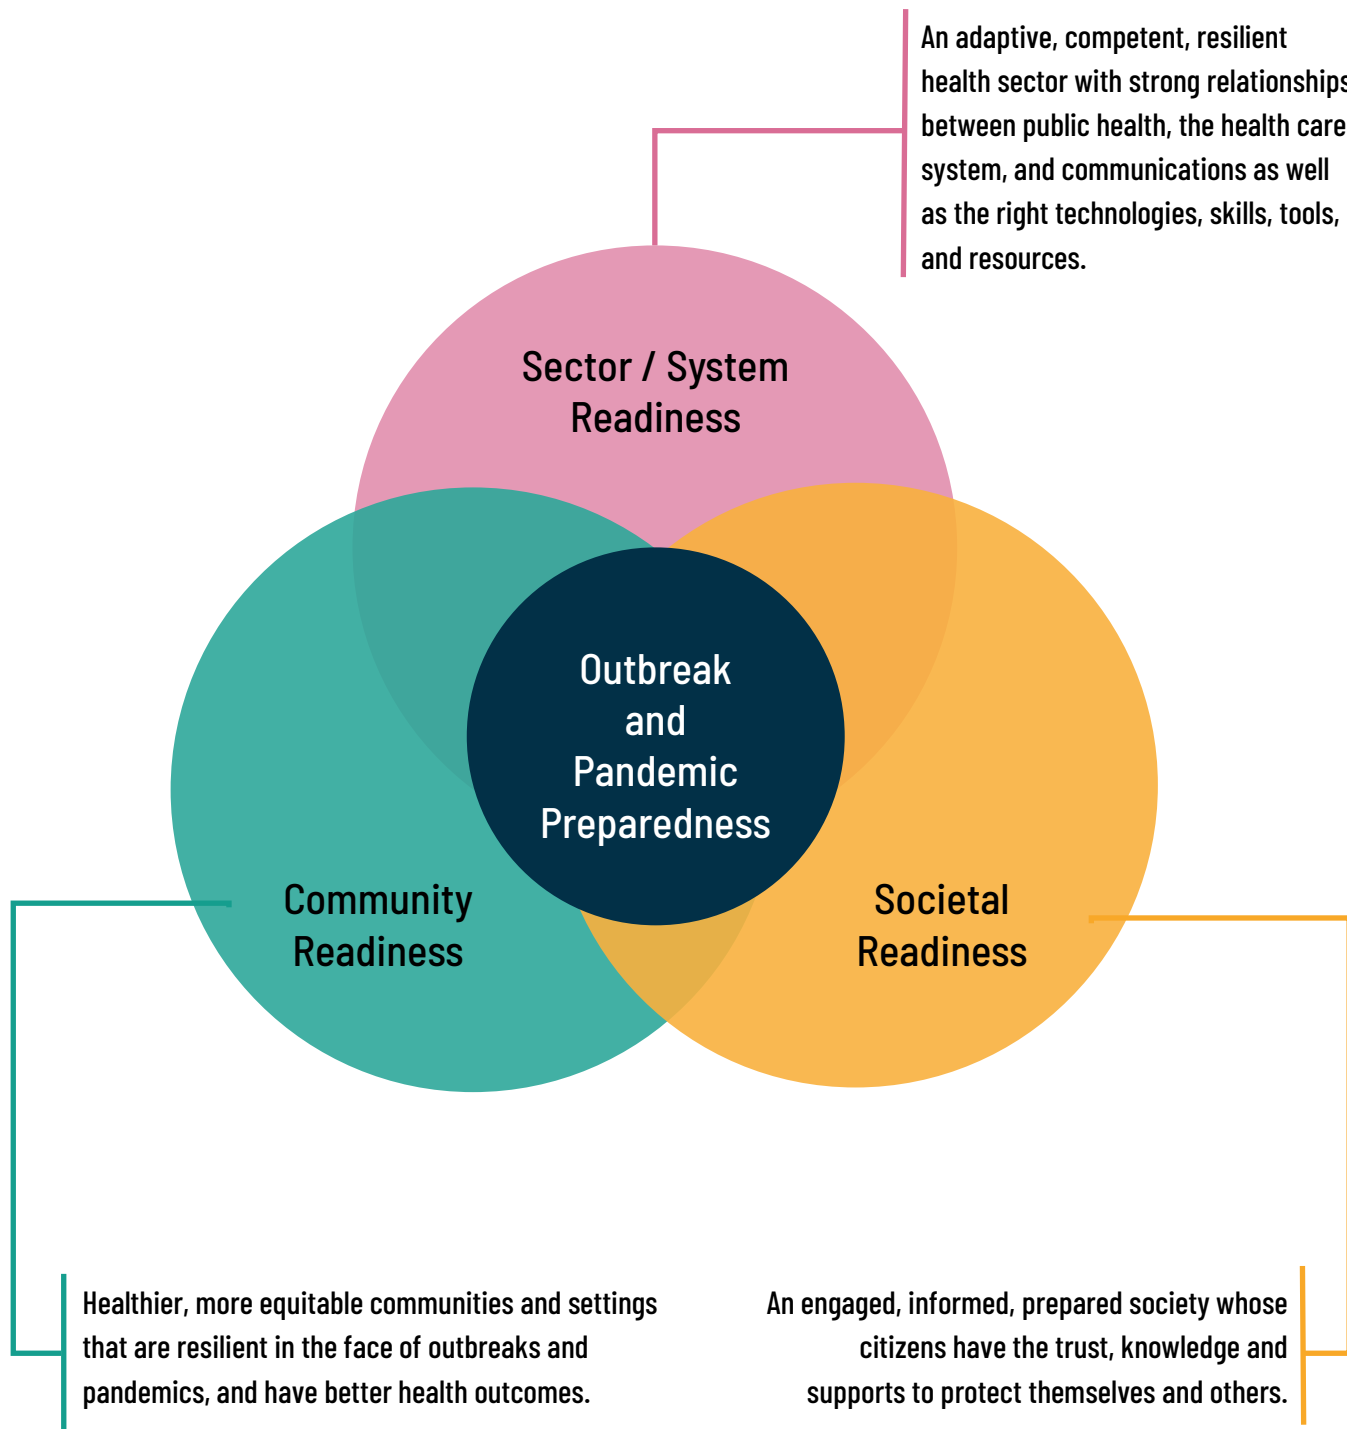 An adaptive, competent, resilient
health sector with strong relationships
between public health, the health care
system, and communications as well
as the right technologies, skills, tools,
and resources.
Sector / System
Readiness
Outbreak
and
Pandemic
Preparedness
Community
Readiness
Societal
Readiness
Healthier, more equitable communities and settings
that are resilient in the face of outbreaks and
pandemics, and have better health outcomes.
An engaged, informed, prepared society whose
citizens have the trust, knowledge and
supports to protect themselves and others.